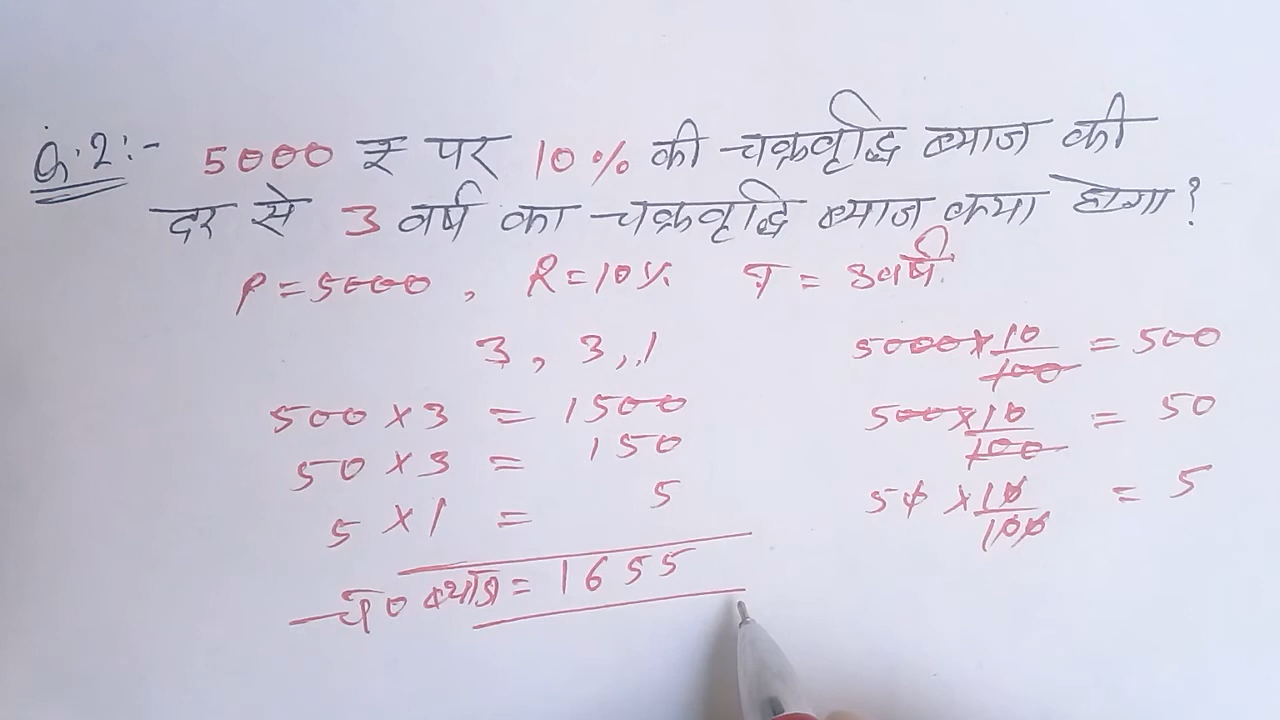 Q.2:- 5000 ₹ पर 10% की चक्रवृद्धि ब्याज की
दर से 3 वर्ष का चक्रवृद्धि ब्याज क्या होगा?
P = 5000, R = 10% T = 3 वर्ष
3, 3, 1
500 × 3 = 1500
50 × 3 = 150
5 × 1 = 5
च० ब्याज = 1655
5000 × 10/100 = 500
500 × 10/100 = 50
50 × 10/100 = 5